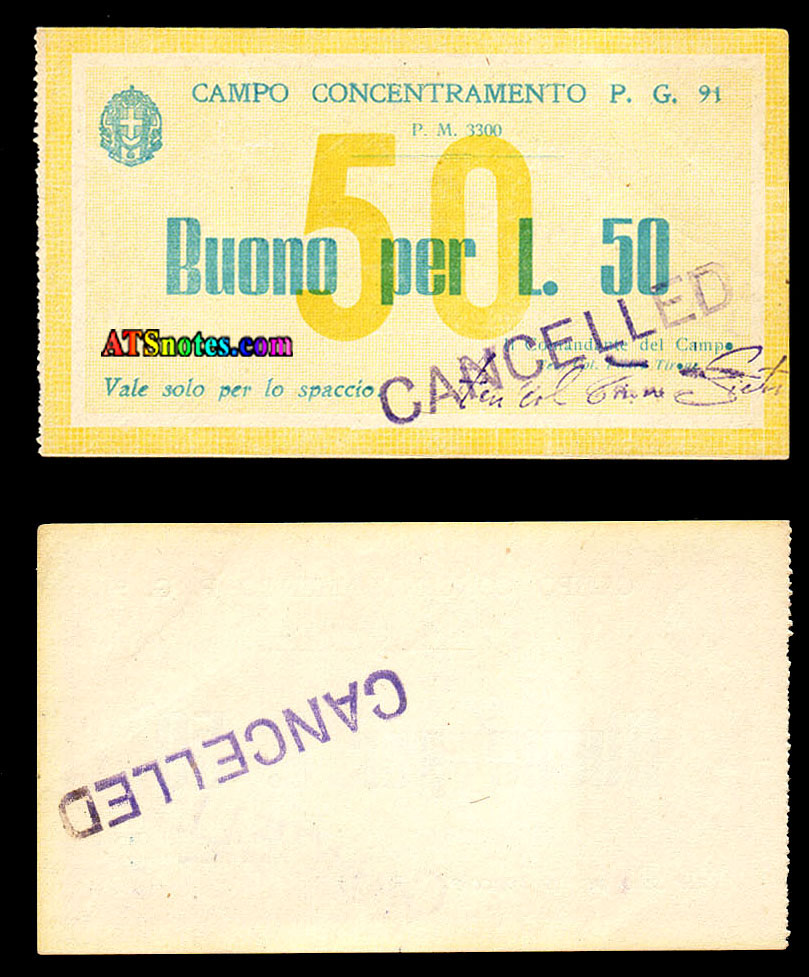 CAMPO CONCENTRAMENTO P. G. 91
P. M. 3300
50
Buono per L. 50
ATSnotes.com
Il Comandante del Campo
Vale solo per lo spaccio
CANCELLED
CANCELLED